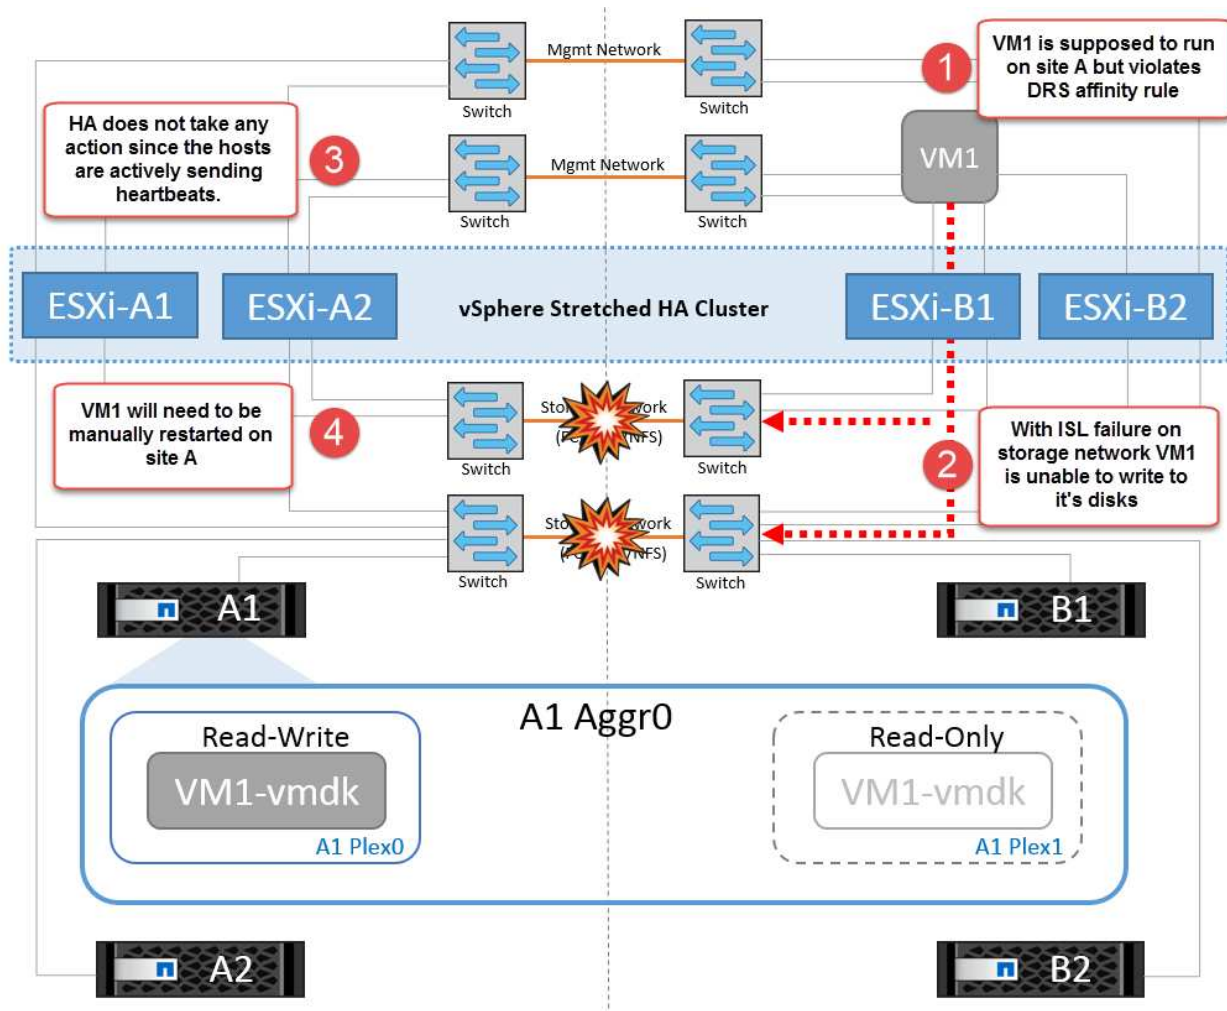 Mgmt Network
Switch
Switch
1
VM1 is supposed to run
on site A but violates
DRS affinity rule
HA does not take any
action since the hosts
are actively sending
heartbeats.
3
Mgmt Network
Switch
Switch
VM1
ESXi-A1
ESXi-A2
vSphere Stretched HA Cluster
ESXi-B1
ESXi-B2
VM1 will need to be
manually restarted on
site A
4
Switch
Switch
2
With ISL failure on
storage network VM1
is unable to write to
it's disks
Switch
Switch
A1
B1
A1 Aggr0
Read-Write
VM1-vmdk
A1 Plex0
Read-Only
VM1-vmdk
A1 Plex1
A2
B2